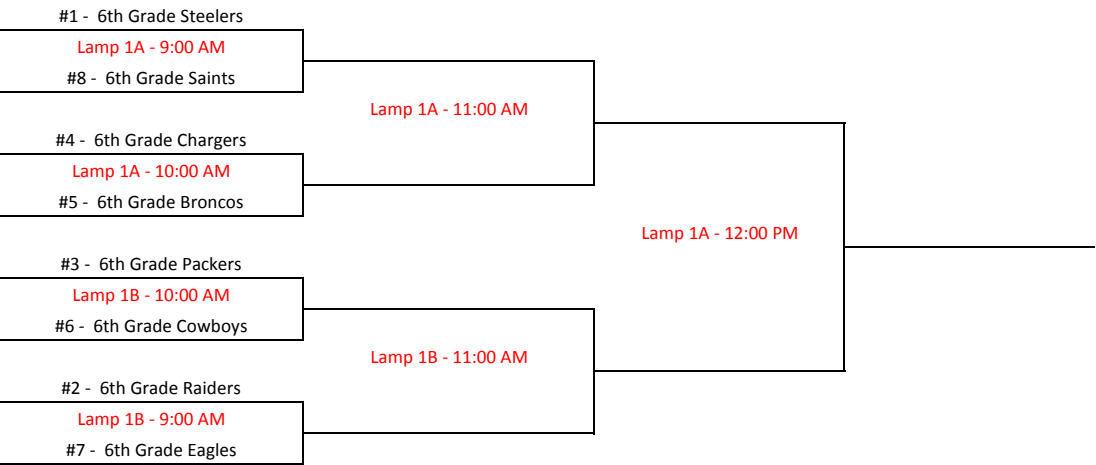 #1 - 6th Grade Steelers
Lamp 1A - 9:00 AM
#8 - 6th Grade Saints
Lamp 1A - 11:00 AM
#4 - 6th Grade Chargers
Lamp 1A - 10:00 AM
#5 - 6th Grade Broncos
Lamp 1A - 12:00 PM
#3 - 6th Grade Packers
Lamp 1B - 10:00 AM
#6 - 6th Grade Cowboys
Lamp 1B - 11:00 AM
#2 - 6th Grade Raiders
Lamp 1B - 9:00 AM
#7 - 6th Grade Eagles